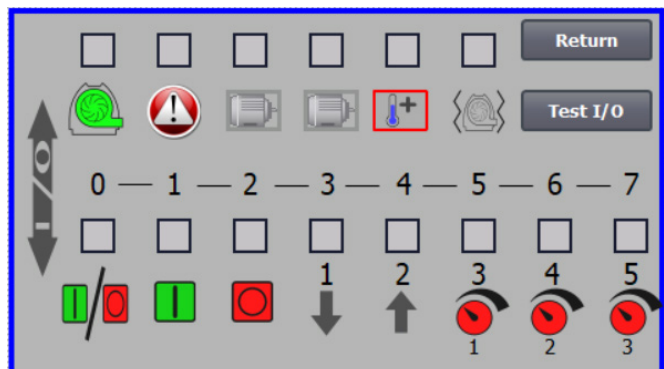 Return
Test I/O
I/O
0 — 1 — 2 — 3 — 4 — 5 — 6 — 7
1 2 3 4 5
1 2 3